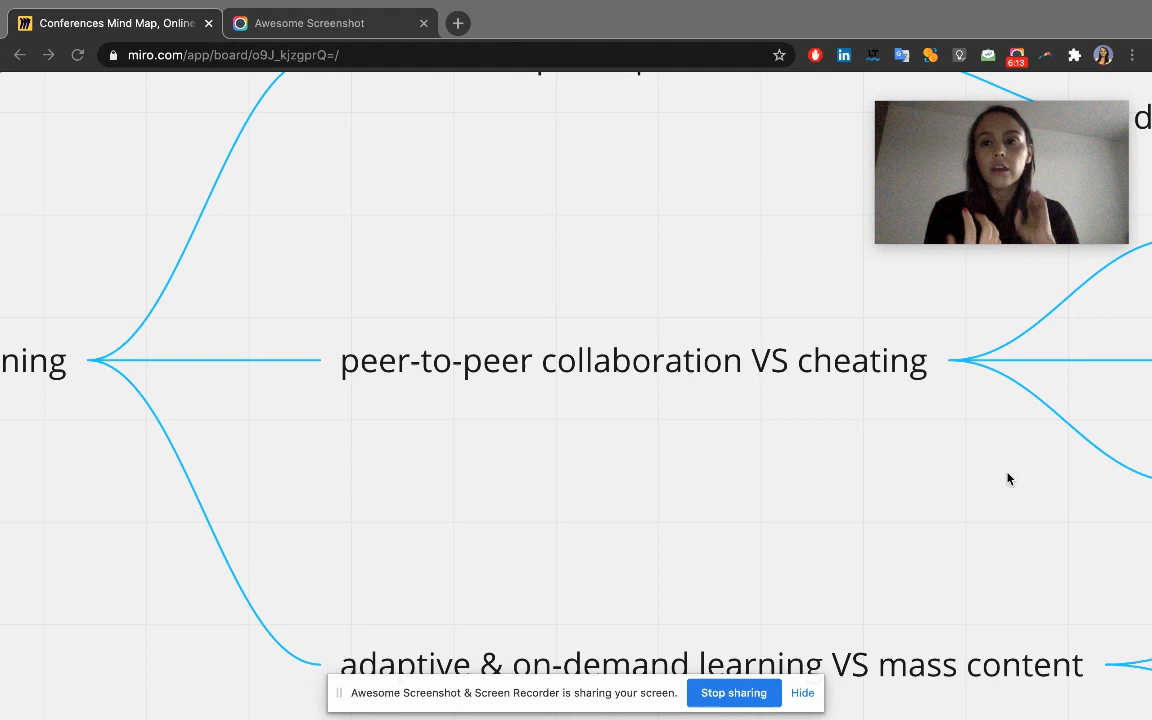 Conferences Mind Map, Online
Awesome Screenshot
miro.com/app/board/o9J_kjzgprQ=/
6:13
d
ning
peer-to-peer collaboration VS cheating
adaptive & on-demand learning VS mass content
Awesome Screenshot & Screen Recorder is sharing your screen.
Stop sharing
Hide